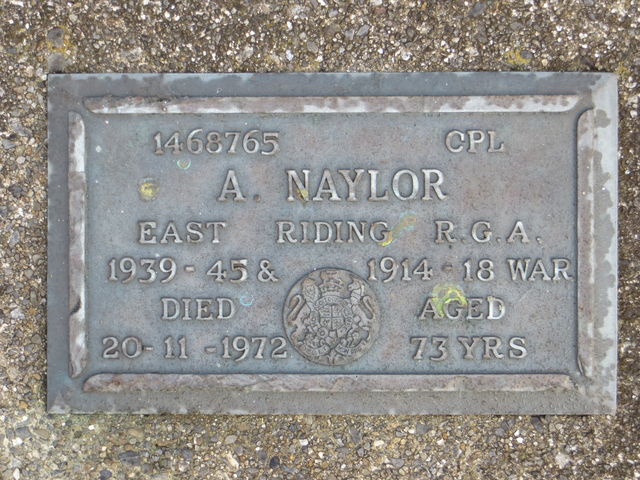 1468765 CPL
A. NAYLOR
EAST RIDING R.G.A.
1939 - 45 & 1914 - 18 WAR
DIED AGED
20 - 11 - 1972 73 YRS